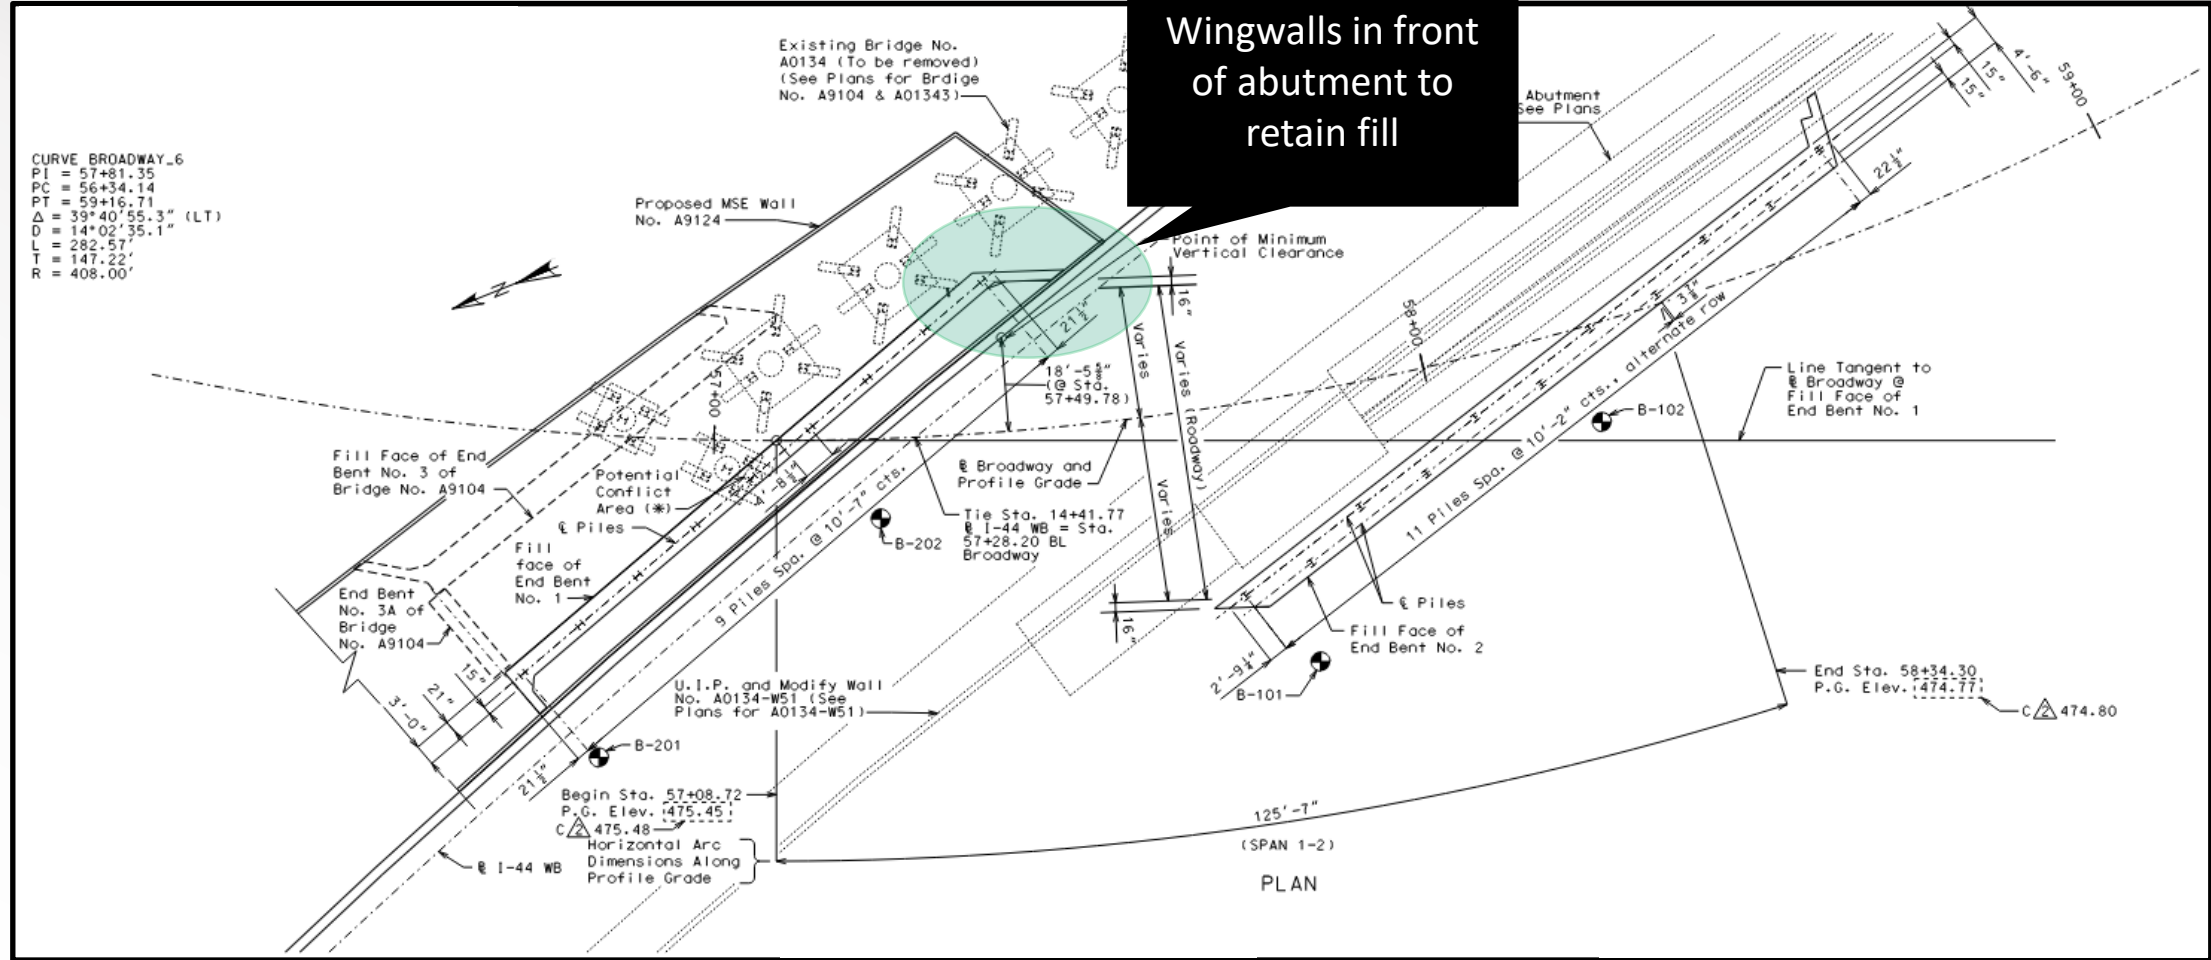 Wingwalls in front
of abutment to
retain fill
Existing Bridge No.
A0134 (To be removed)
(See Plans for Brdige
No. A9104 & A01343)
Abutment
See Plans
4'-6"
15"
15"
59+00
CURVE BROADWAY_6
PI = 57+81.35
PC = 56+34.14
PT = 59+16.71
Δ = 39°40'55.3" (LT)
D = 14°02'35.1"
L = 282.57'
T = 147.22'
R = 408.00'
N
Proposed MSE Wall
No. A9124
22½"
Point of Minimum
Vertical Clearance
16"
Varies
Varies (Roadway)
21½"
58+00
3⅞"
18'-5⅝"
(@ Sta.
57+49.78)
57+00
Line Tangent to
℄ Broadway @
Fill Face of
End Bent No. 1
B-102
Fill Face of End
Bent No. 3 of
Bridge No. A9104
Potential
Conflict
Area (*)
4'-8½"
℄ Broadway and
Profile Grade
Varies
11 Piles Spa. @ 10'-2" cts., alternate row
9 Piles Spa. @ 10'-7" cts.
℄ Piles
Tie Sta. 14+41.77
℄ I-44 WB = Sta.
57+28.20 BL
Broadway
B-202
Fill
face of
End Bent
No. 1
End Bent
No. 3A of
Bridge
No. A9104
16"
℄ Piles
Fill Face of
End Bent No. 2
2'-9¼"
B-101
15"
21"
3'-0"
U.I.P. and Modify Wall
No. A0134-W51 (See
Plans for A0134-W51)
End Sta. 58+34.30
P.G. Elev. 474.77
C 2 474.80
B-201
21½"
Begin Sta. 57+08.72
P.G. Elev. 475.45
C 2 475.48
Horizontal Arc
Dimensions Along
Profile Grade
℄ I-44 WB
125'-7"
(SPAN 1-2)
PLAN